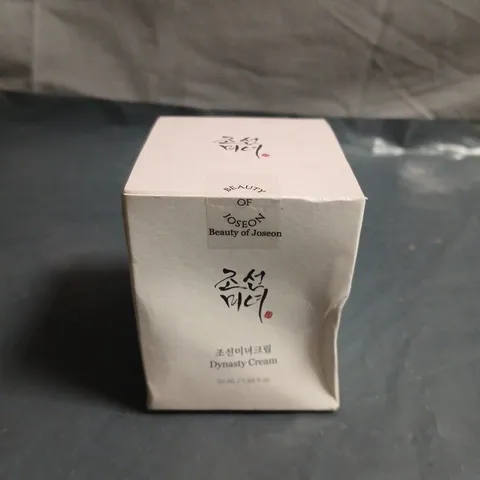 조선
미녀
BEAUTY
OF
JOSEON
Beauty of Joseon
조선
미녀
조선미녀크림
Dynasty Cream